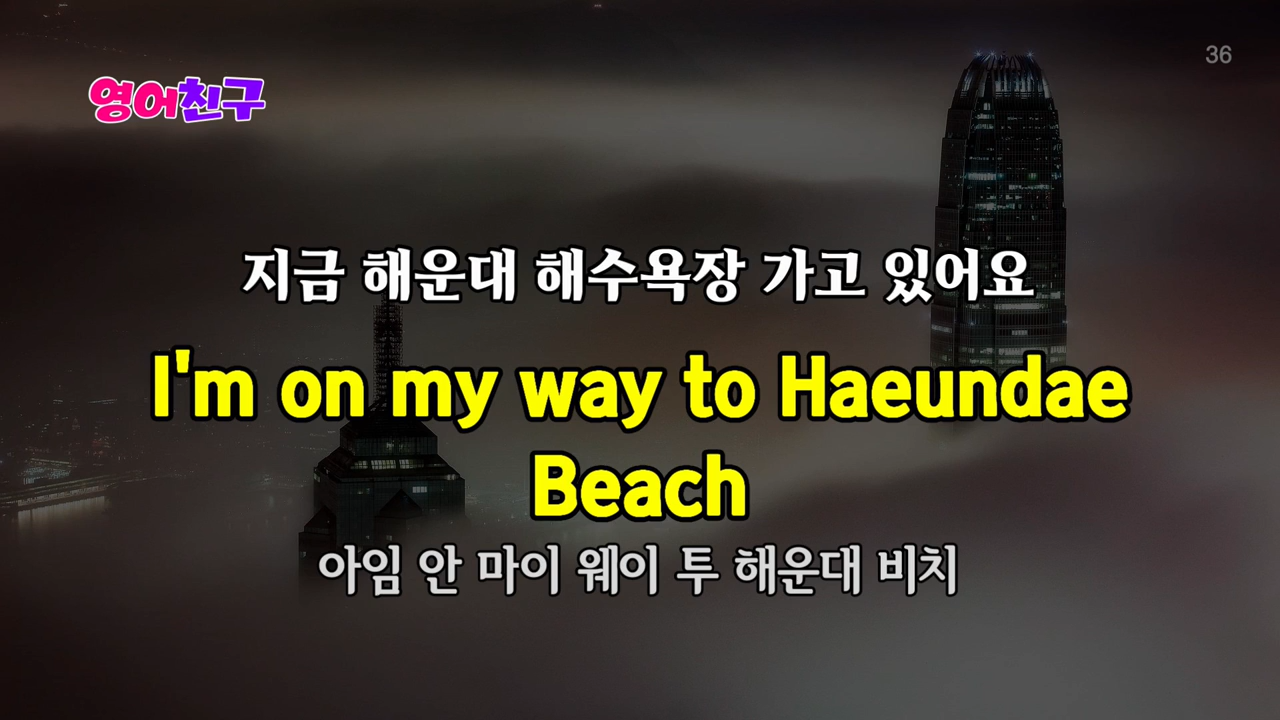 36
영어친구
지금 해운대 해수욕장 가고 있어요
I'm on my way to Haeundae
Beach
아임 안 마이 웨이 투 해운대 비치